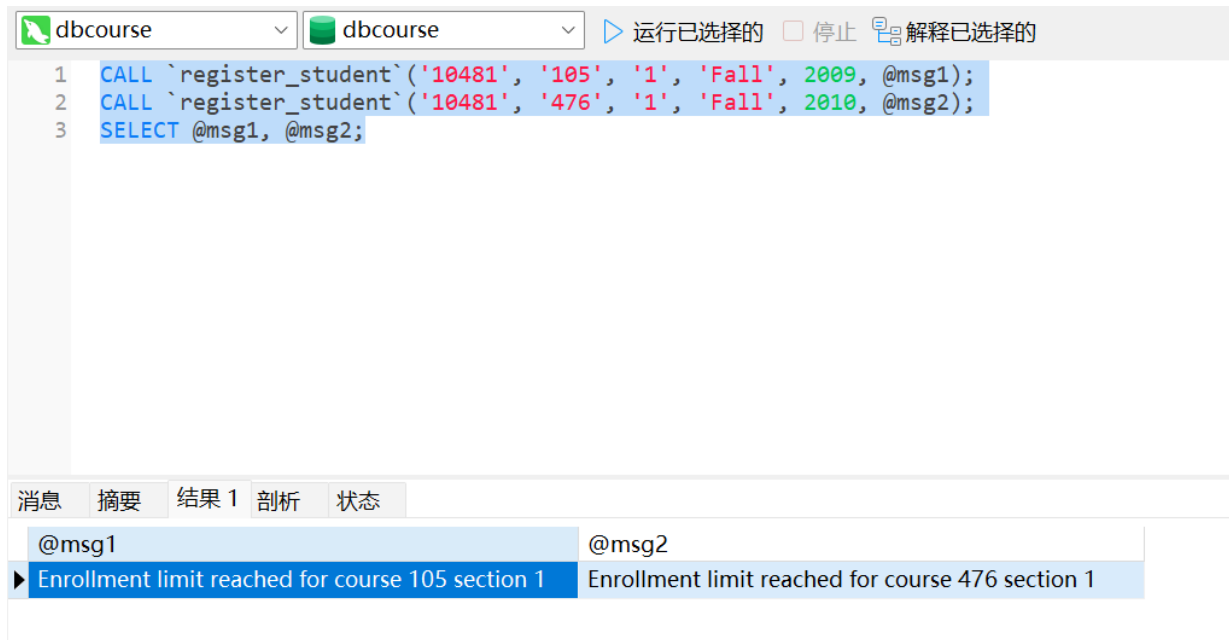 dbcourse dbcourse 运行已选择的 停止 解释已选择的
1 CALL `register_student`('10481', '105', '1', 'Fall', 2009, @msg1);
2 CALL `register_student`('10481', '476', '1', 'Fall', 2010, @msg2);
3 SELECT @msg1, @msg2;
消息 摘要 结果 1 剖析 状态
@msg1 @msg2
Enrollment limit reached for course 105 section 1 Enrollment limit reached for course 476 section 1